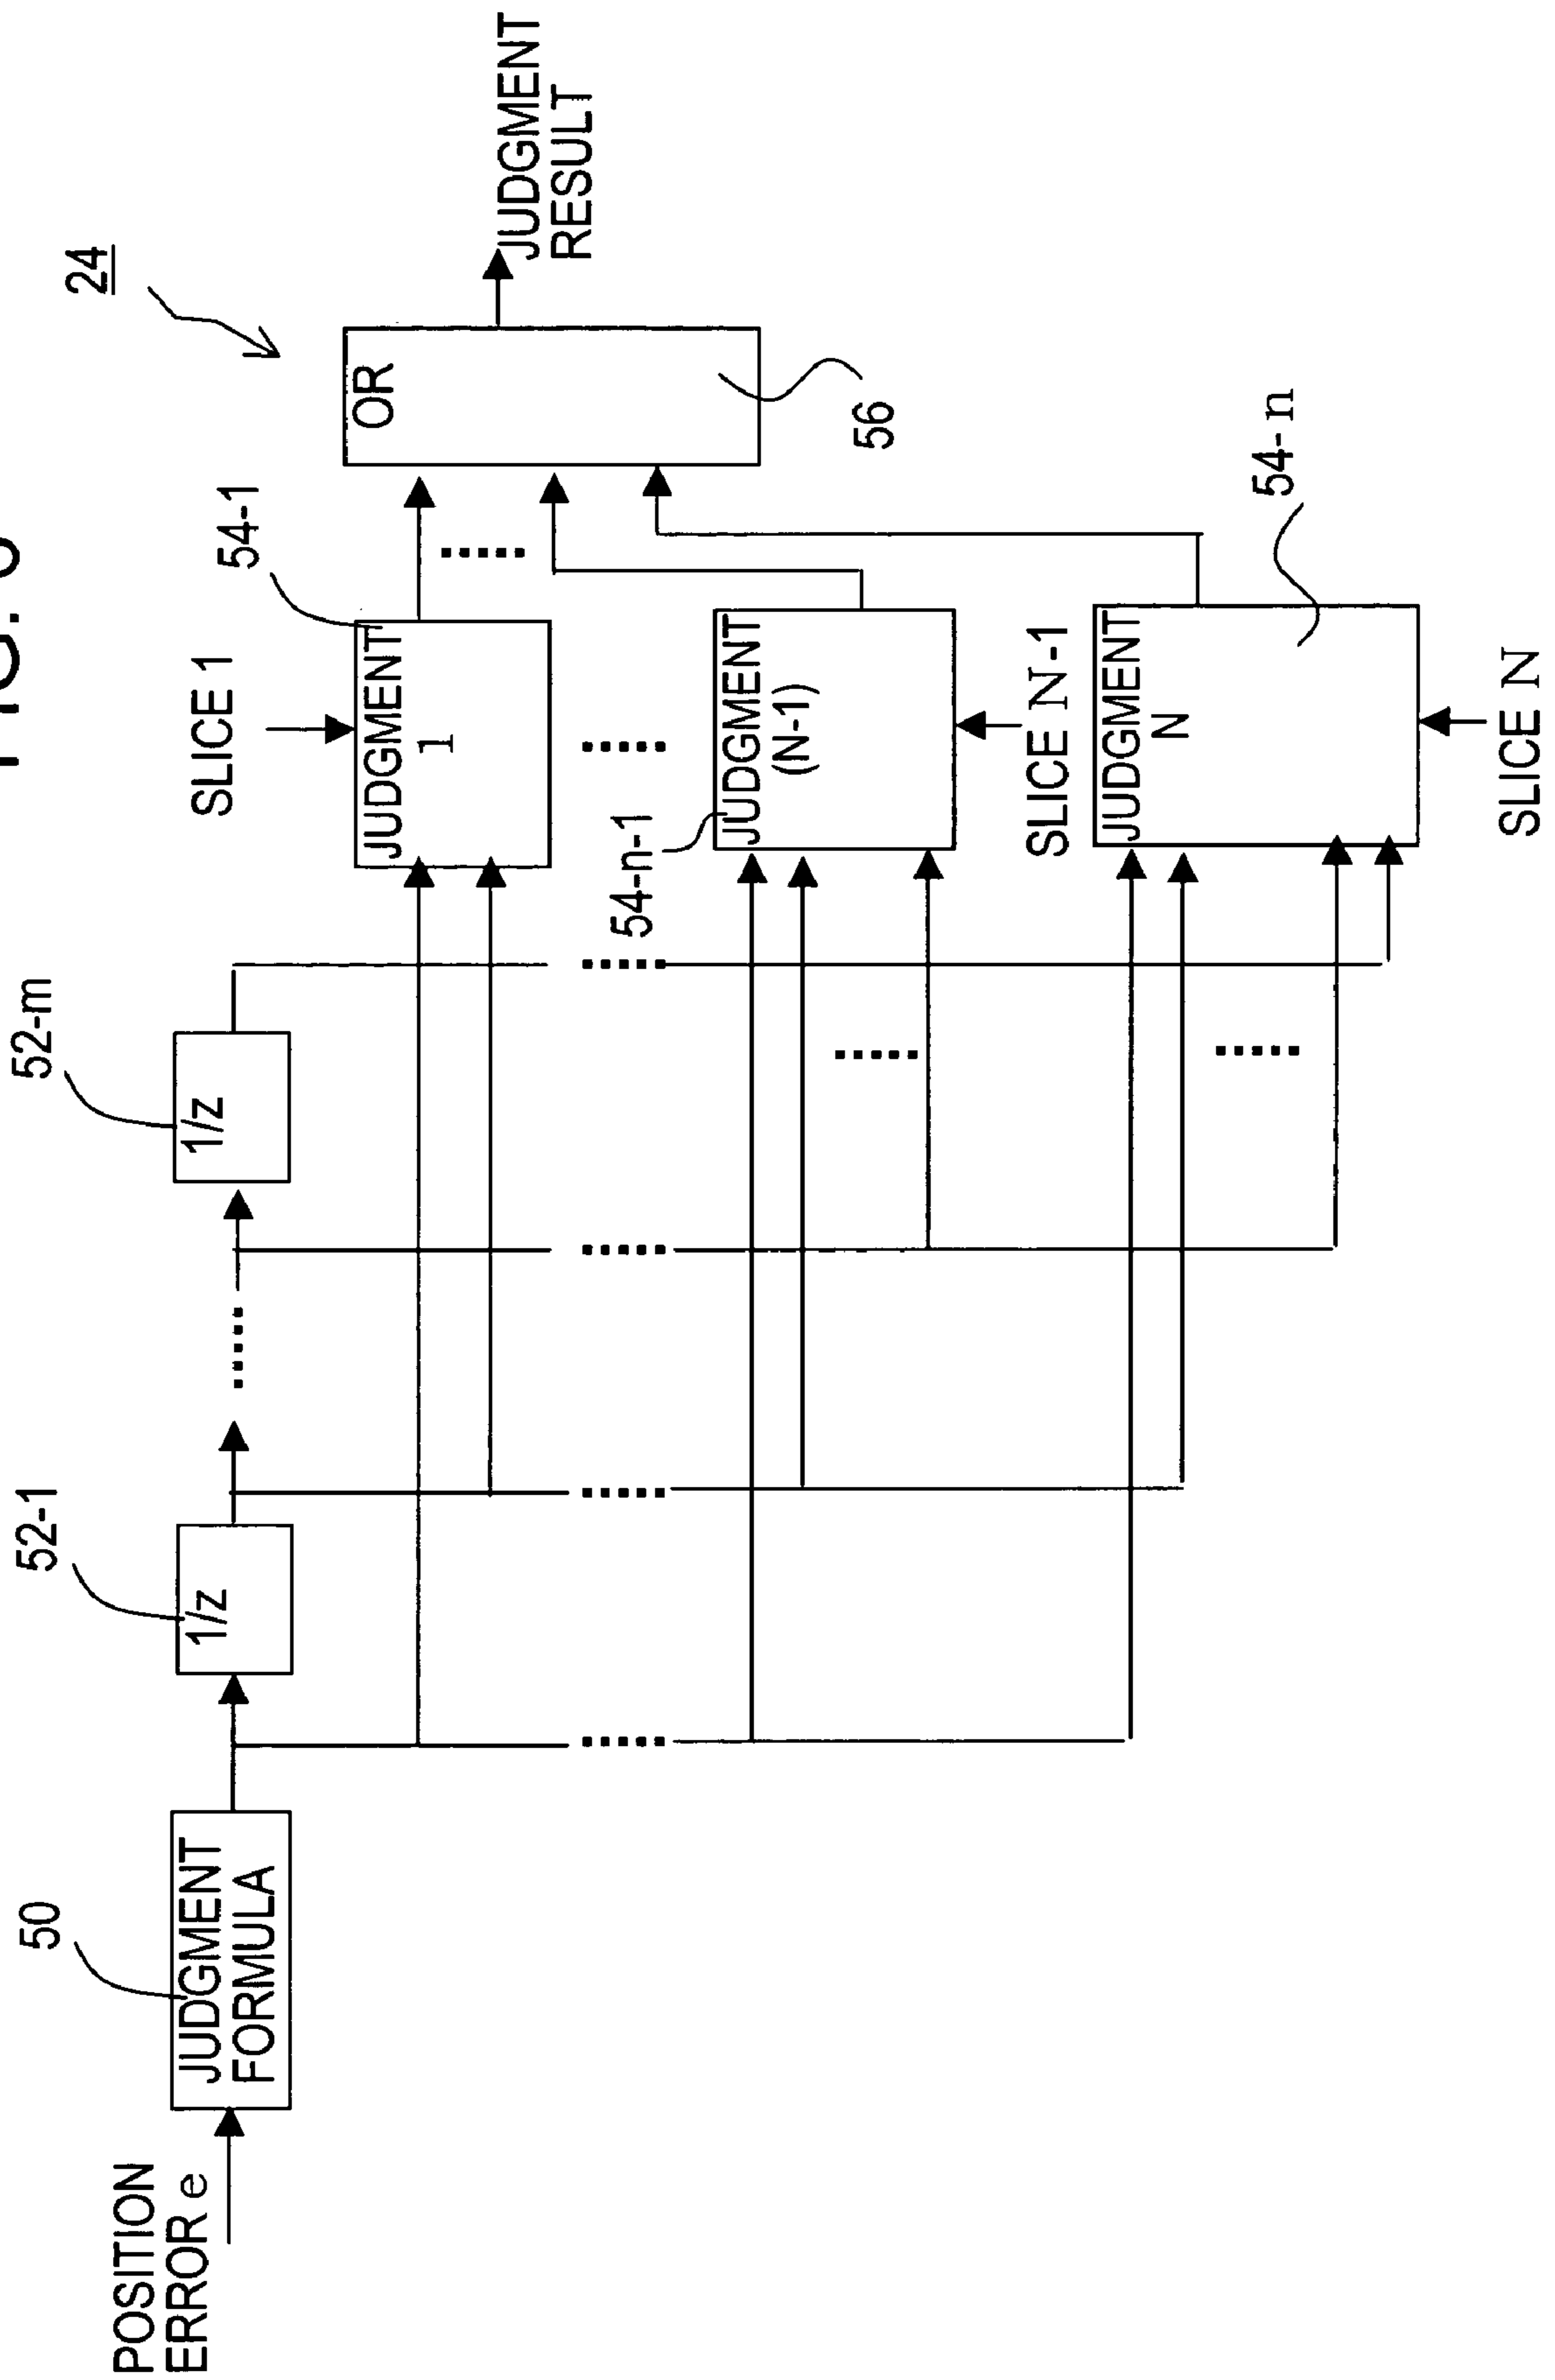 FIG.
24
50
52-1
52-m
POSITION
ERROR e
JUDGMENT
FORMULA
1/z
1/z
SLICE 1
54-1
JUDGMENT
1
OR
JUDGMENT
RESULT
56
54-n-1
JUDGMENT
(N-1)
SLICE N-1
JUDGMENT
N
54-n
SLICE N